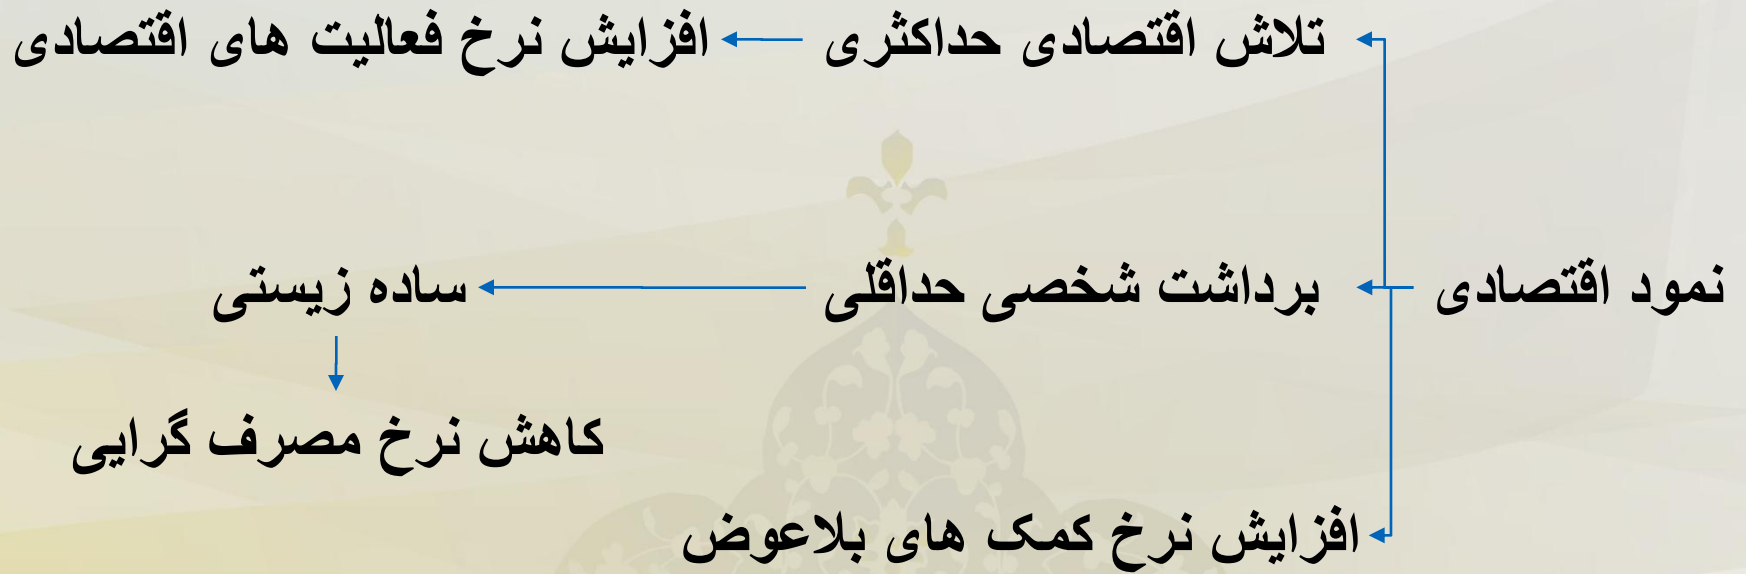 تلاش اقتصادی حداکثری افزایش نرخ فعالیت های اقتصادی
نمود اقتصادی برداشت شخصی حداقلی ساده زیستی
کاهش نرخ مصرف گرایی
افزایش نرخ کمک های بلاعوض